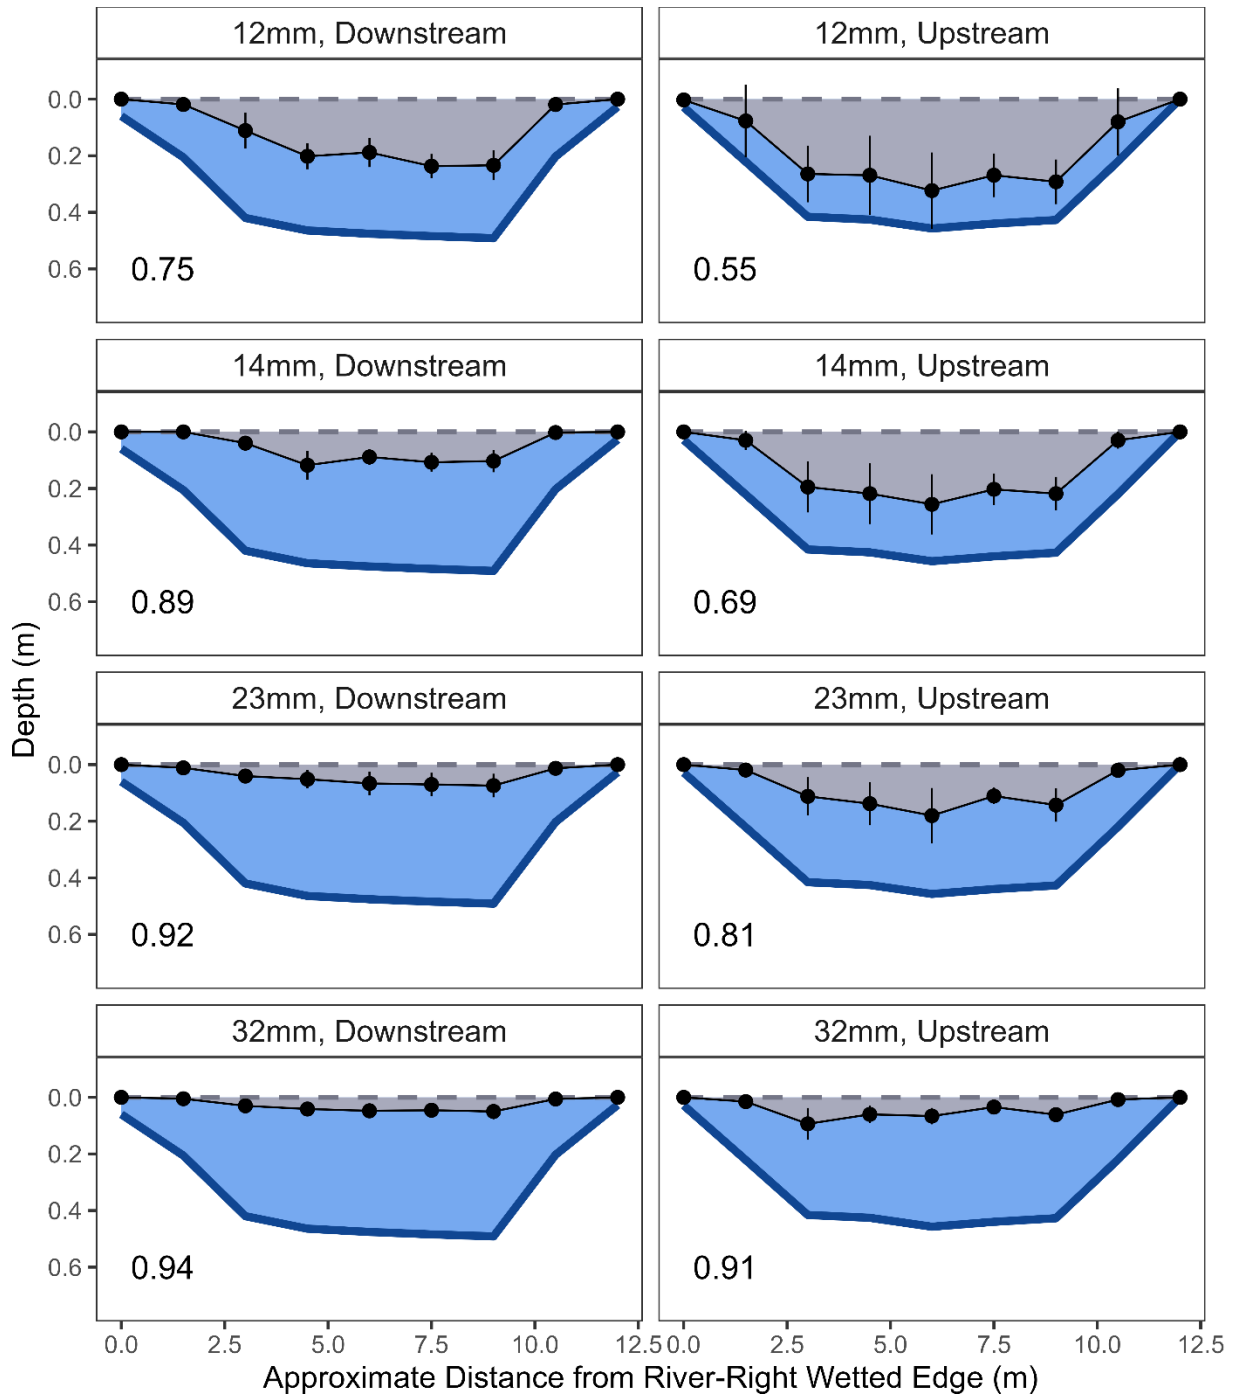 12mm, Downstream
12mm, Upstream
0.0
0.2
0.4
0.6
0.75
0.55
14mm, Downstream
14mm, Upstream
0.0
0.2
0.4
0.6
0.89
0.69
23mm, Downstream
23mm, Upstream
0.0
0.2
0.4
0.6
0.92
0.81
32mm, Downstream
32mm, Upstream
0.0
0.2
0.4
0.6
0.94
0.91
Depth (m)
0.0 2.5 5.0 7.5 10.0 12.5
0.0 2.5 5.0 7.5 10.0 12.5
Approximate Distance from River-Right Wetted Edge (m)